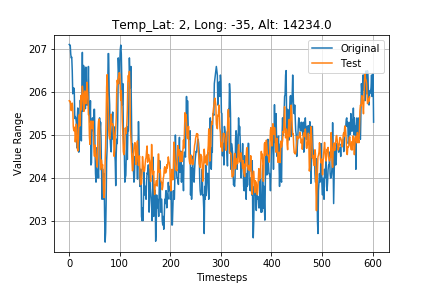 Temp_Lat: 2, Long: -35, Alt: 14234.0
Original
Test
207
206
205
204
203
Value Range
0 100 200 300 400 500 600
Timesteps